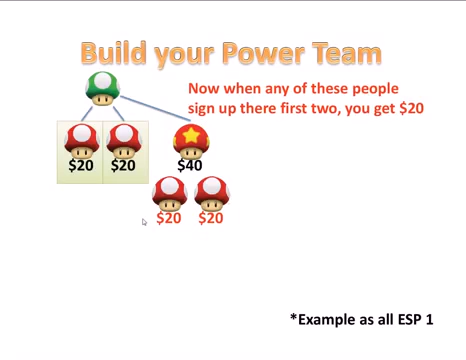 Build your Power Team
Now when any of these people
sign up there first two, you get $20
$20 $20 $40
$20 $20
*Example as all ESP 1